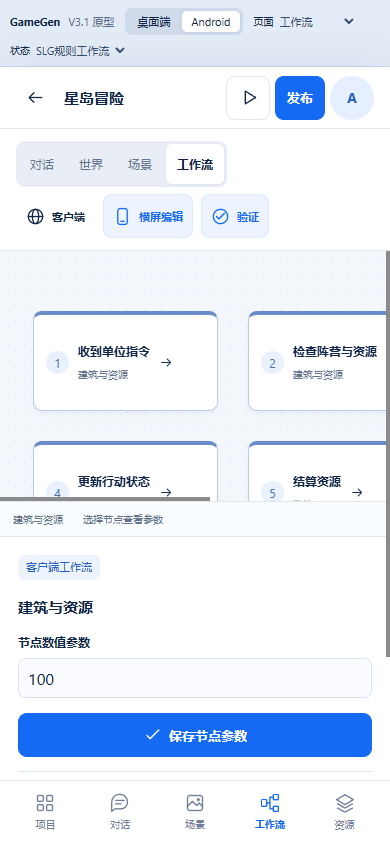 GameGen V3.1 原型 桌面端 Android 页面 工作流
状态 SLG规则工作流
星岛冒险 发布 A
对话 世界 场景 工作流
客户端 横屏编辑 验证
1 收到单位指令
建筑与资源
2 检查阵营与资源
建筑与资源
4 更新行动状态
5 结算资源
建筑与资源 选择节点查看参数
客户端工作流
建筑与资源
节点数值参数
100
保存节点参数
项目 对话 场景 工作流 资源